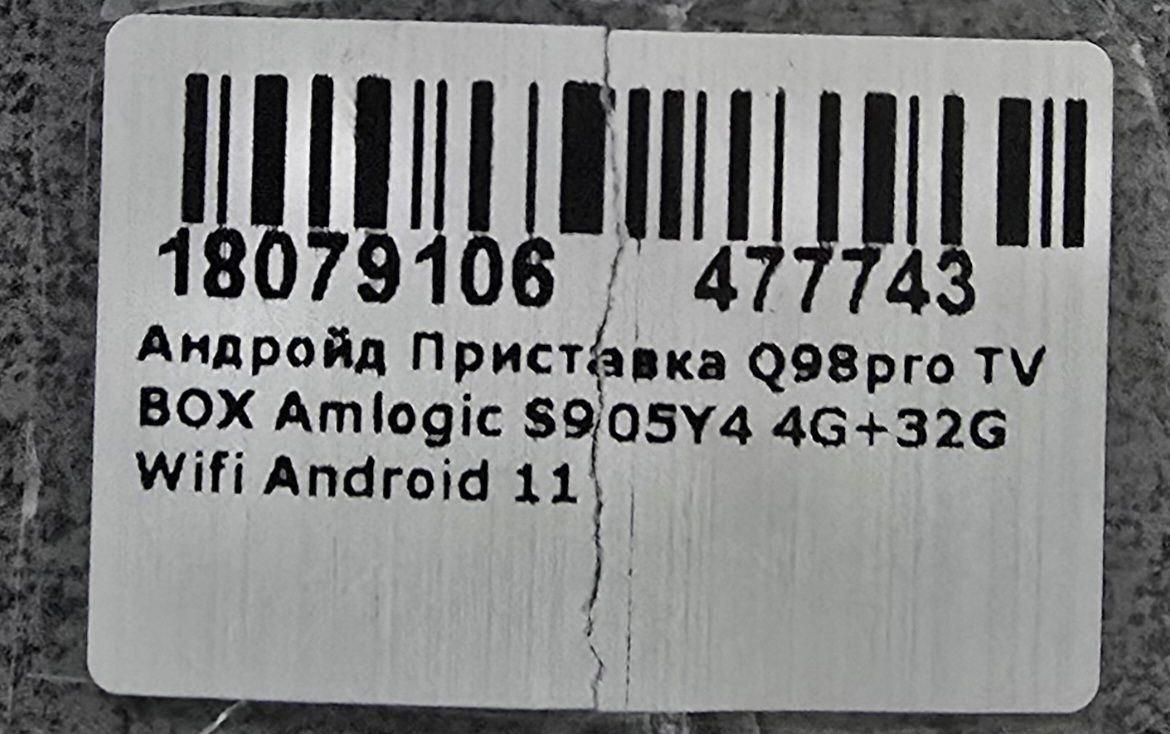 18079106 477743
Андройд Приставка Q98pro TV
BOX Amlogic S905Y4 4G+32G
Wifi Android 11